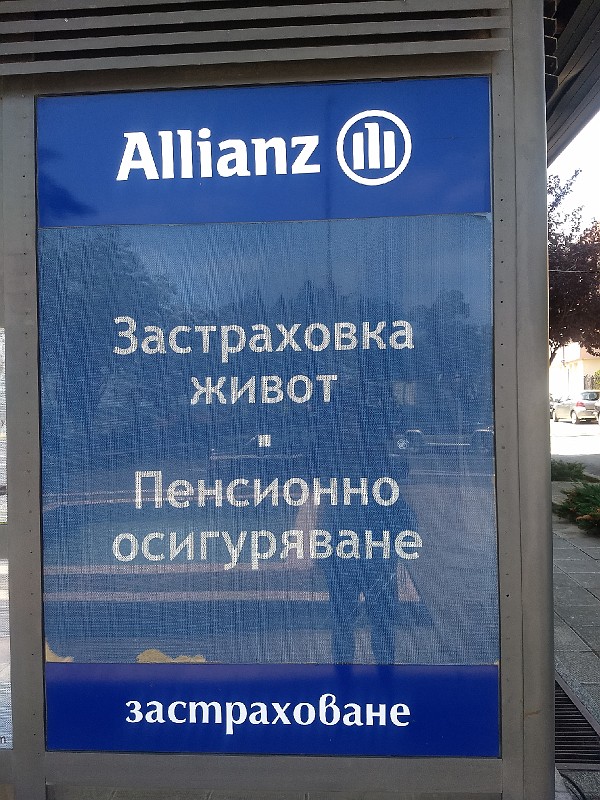 Allianz
Застраховка
живот
▪
Пенсионно
осигуряване
застраховане